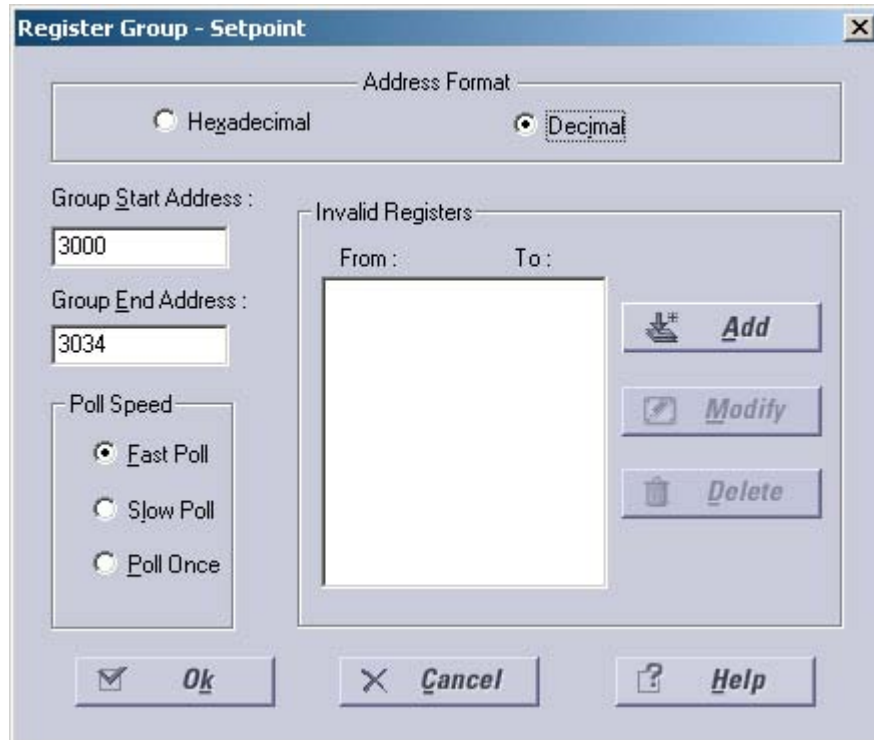 Register Group - Setpoint
Address Format
Hexadecimal
Decimal
Group Start Address :
3000
Group End Address :
3034
Poll Speed
Fast Poll
Slow Poll
Poll Once
Invalid Registers
From :
To :
Add
Modify
Delete
Ok
Cancel
Help